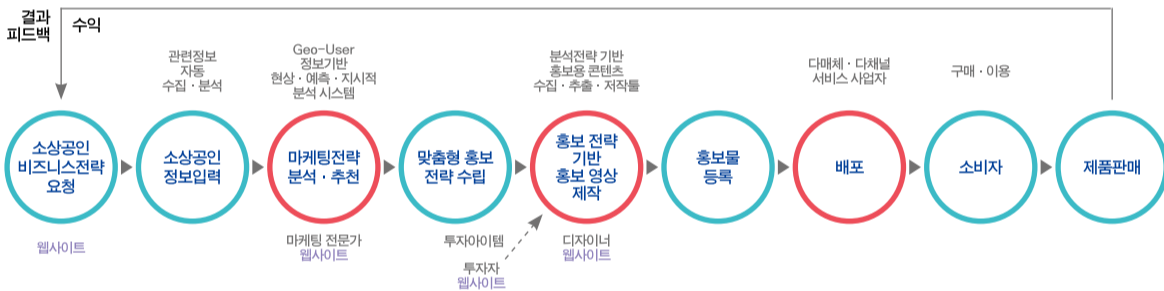 결과
피드백
수익
관련정보
자동
수집 · 분석
Geo-User
정보기반
현상 · 예측 · 지시적
분석 시스템
분석전략 기반
홍보용 콘텐츠
수집 · 추출 · 저작툴
다매체 · 다채널
서비스 사업자
구매 · 이용
소상공인
비즈니스전략
요청
소상공인
정보입력
마케팅전략
분석 · 추천
맞춤형 홍보
전략 수립
홍보 전략
기반
홍보 영상
제작
홍보물
등록
배포
소비자
제품판매
웹사이트
마케팅 전문가
웹사이트
투자아이템
투자자
웹사이트
디자이너
웹사이트